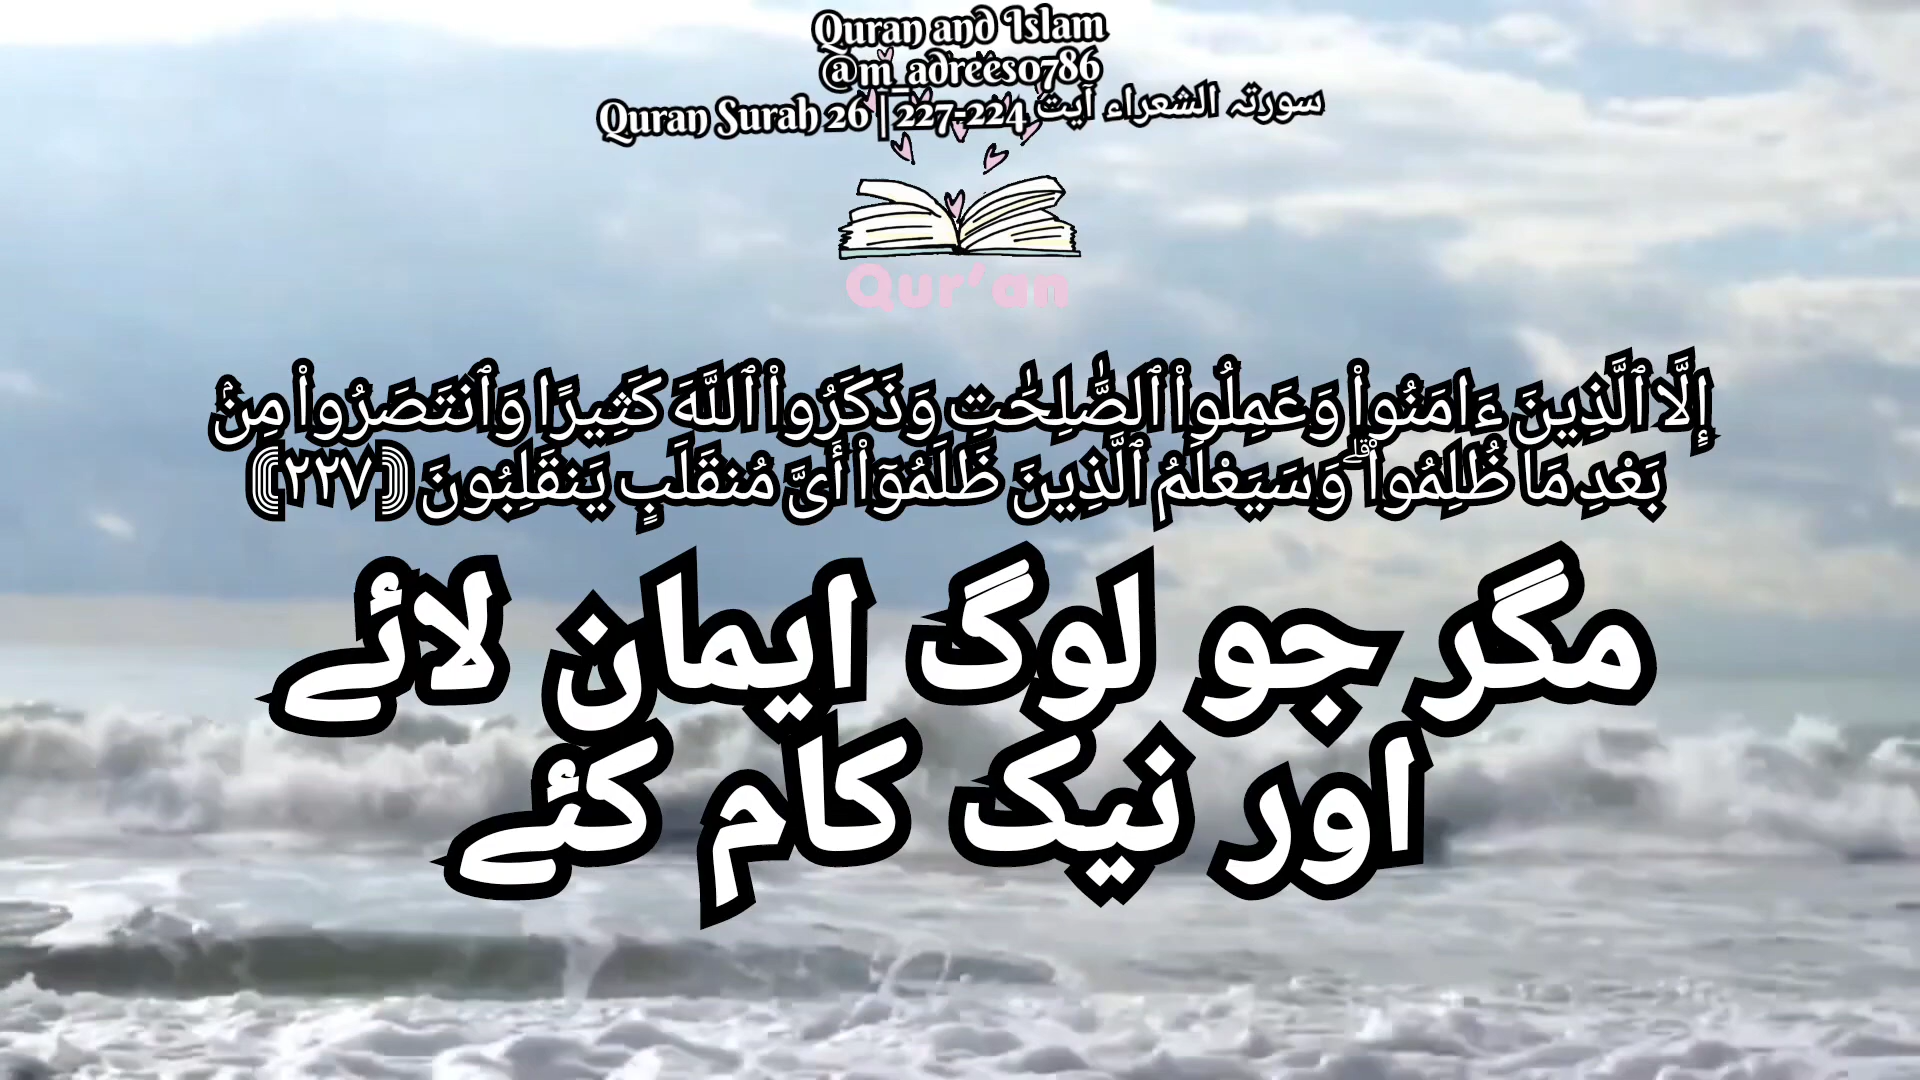 Quran and Islam
@m_adrees0786
Quran Surah 26 | سورتہ الشعراء آیت 224-227
Qur'an
إِلَّا ٱلَّذِينَ ءَامَنُوا۟ وَعَمِلُوا۟ ٱلصَّٰلِحَٰتِ وَذَكَرُوا۟ ٱللَّهَ كَثِيرًا وَٱنتَصَرُوا۟ مِنۢ
بَعْدِ مَا ظُلِمُوا۟ ۗ وَسَيَعْلَمُ ٱلَّذِينَ ظَلَمُوٓا۟ أَىَّ مُنقَلَبٍ يَنقَلِبُونَ ﴿٢٢٧﴾
مگر جو لوگ ایمان لائے
اور نیک کام کئے